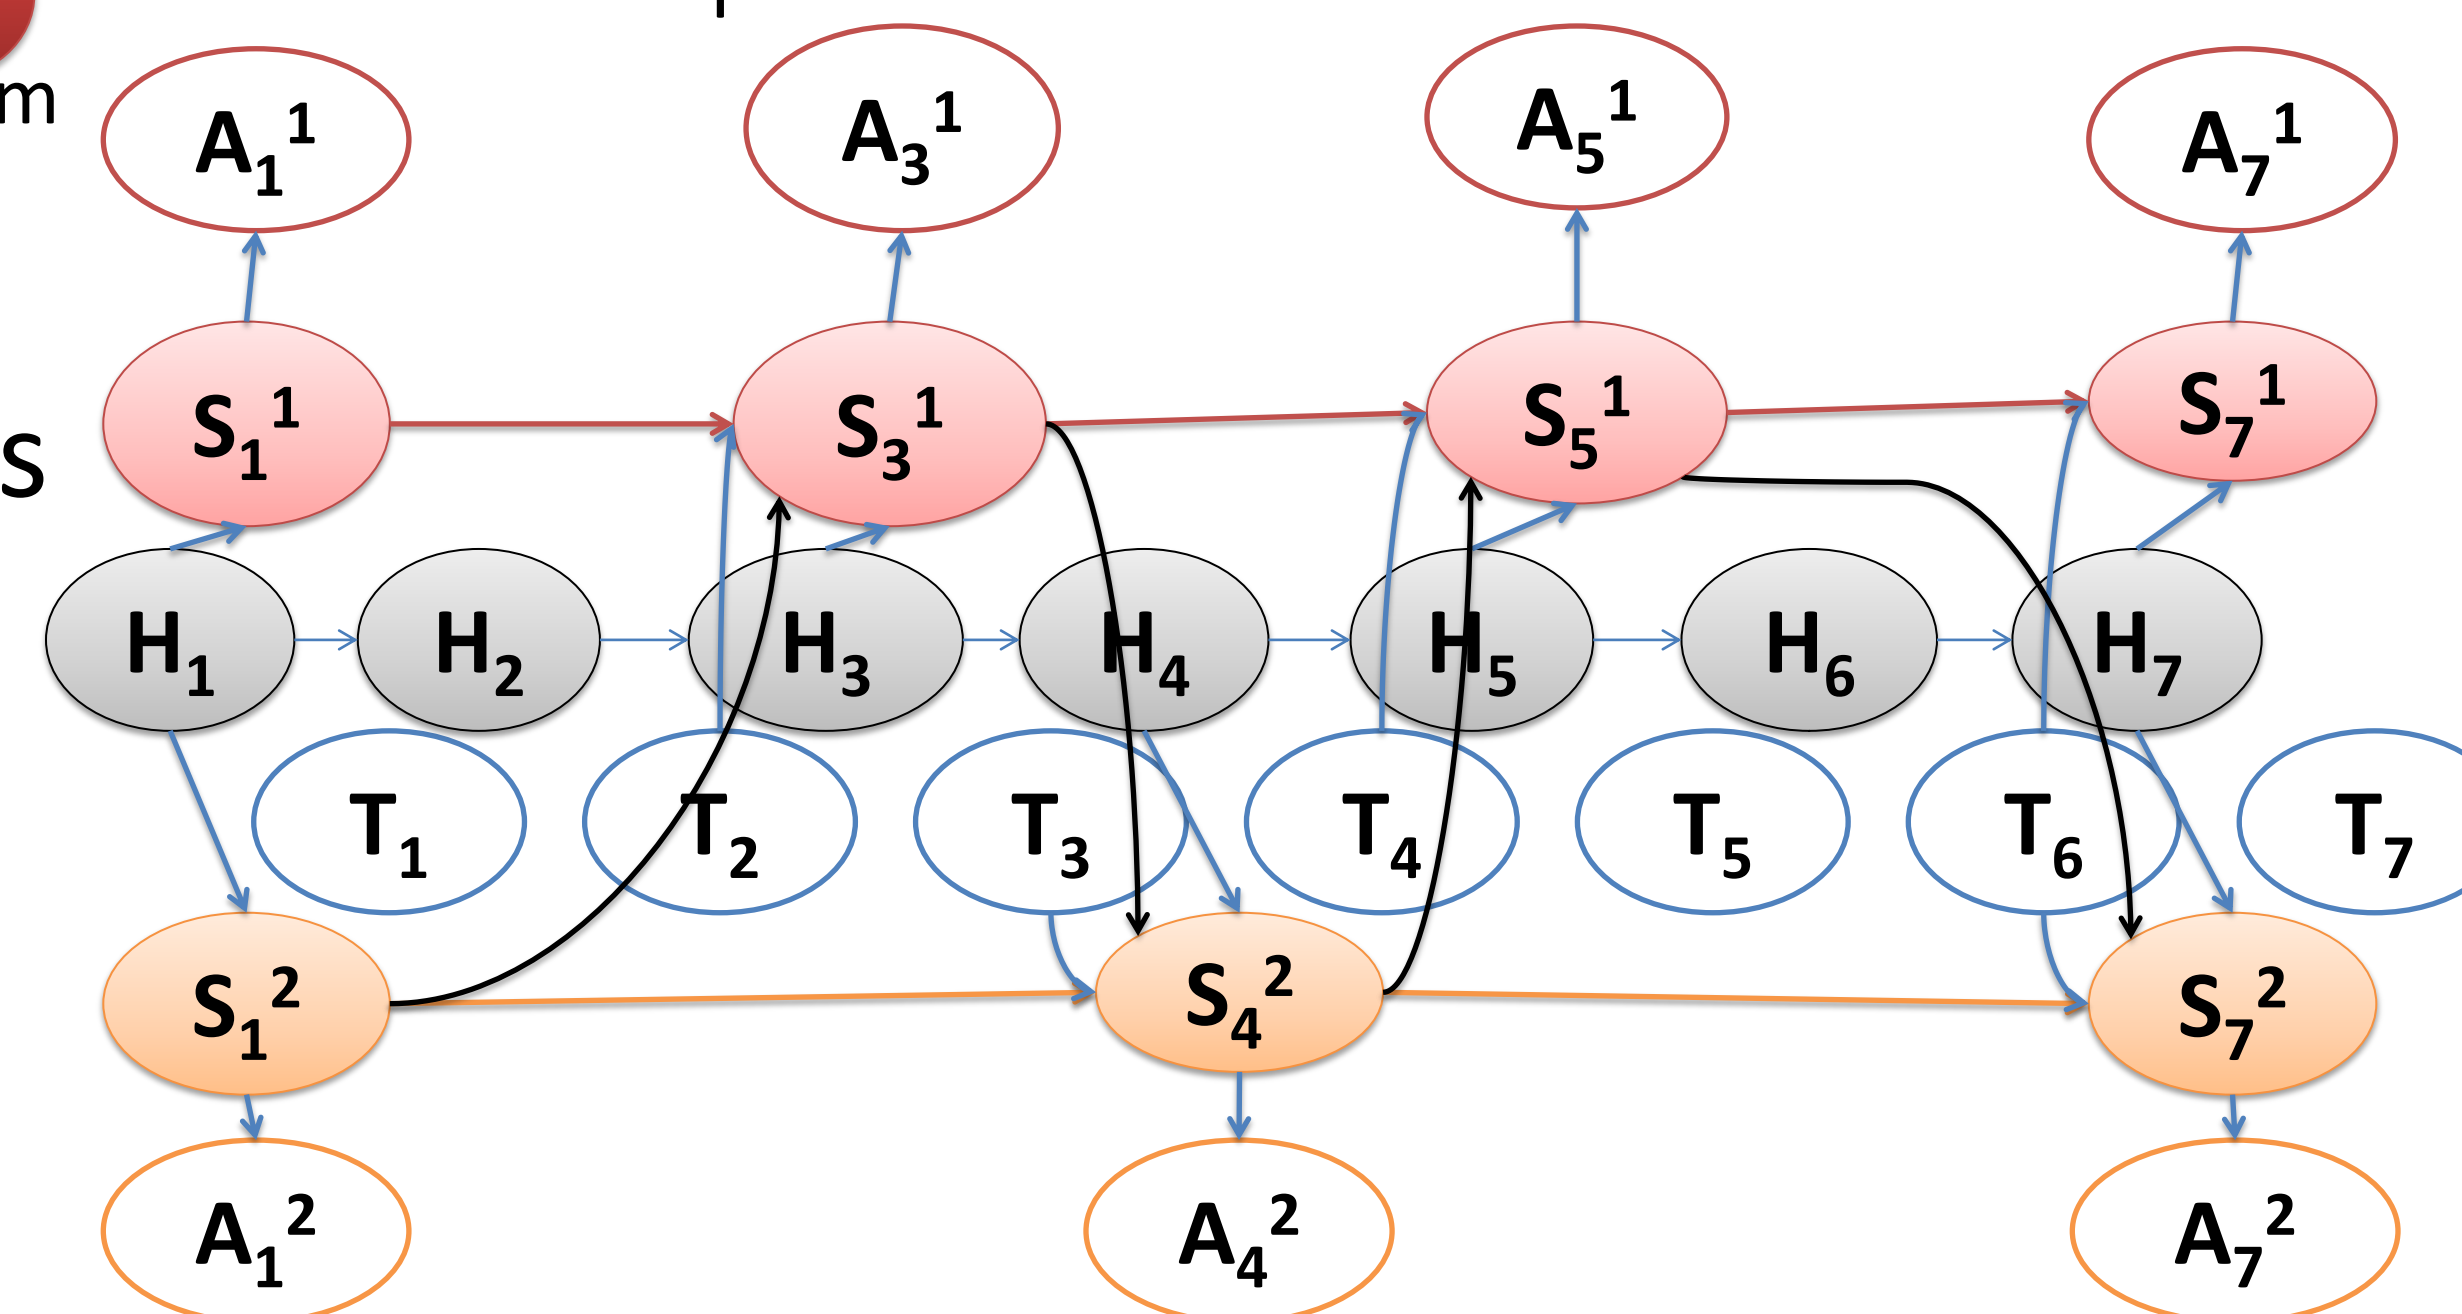 m
A₁¹ A₃¹ A₅¹ A₇¹
S₁¹ S₃¹ S₅¹ S₇¹
S
H₁ H₂ H₃ H₄ H₅ H₆ H₇
T₁ T₂ T₃ T₄ T₅ T₆ T₇
S₁² S₄² S₇²
A₁² A₄² A₇²